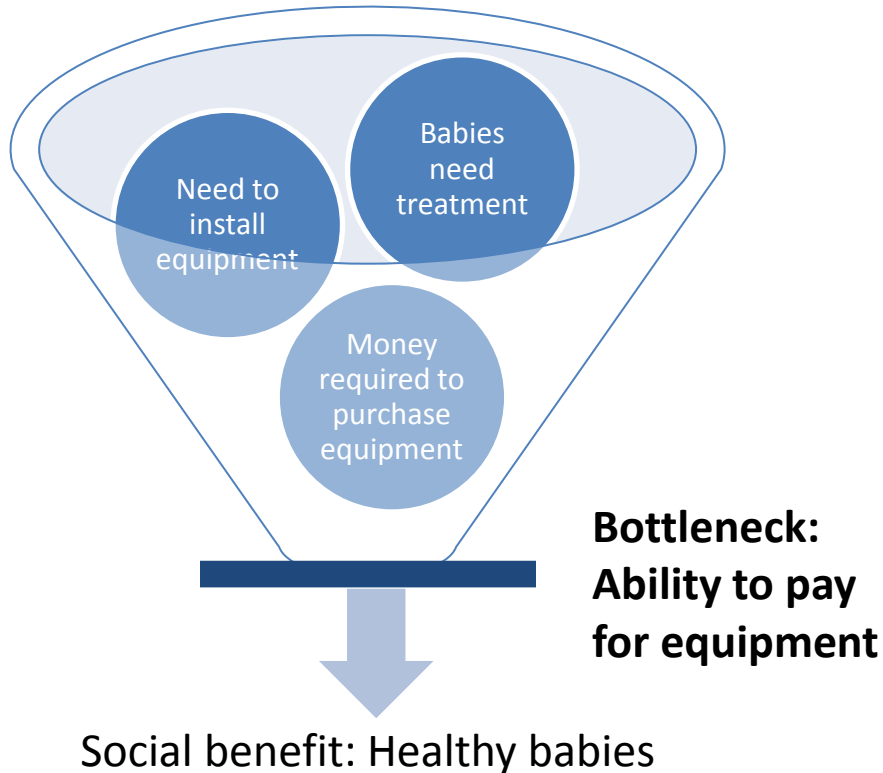 Babies
need
treatment
Need to
install
equipment
Money
required to
purchase
equipment
Bottleneck:
Ability to pay
for equipment
Social benefit: Healthy babies